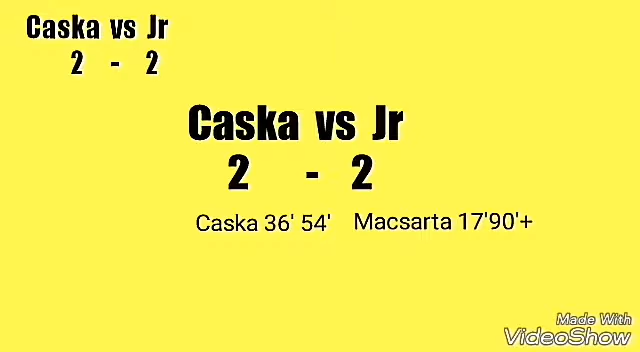 Caska vs Jr
2 - 2
Caska vs Jr
2 - 2
Caska 36' 54' Macsarta 17'90'+
Made With
VideoShow